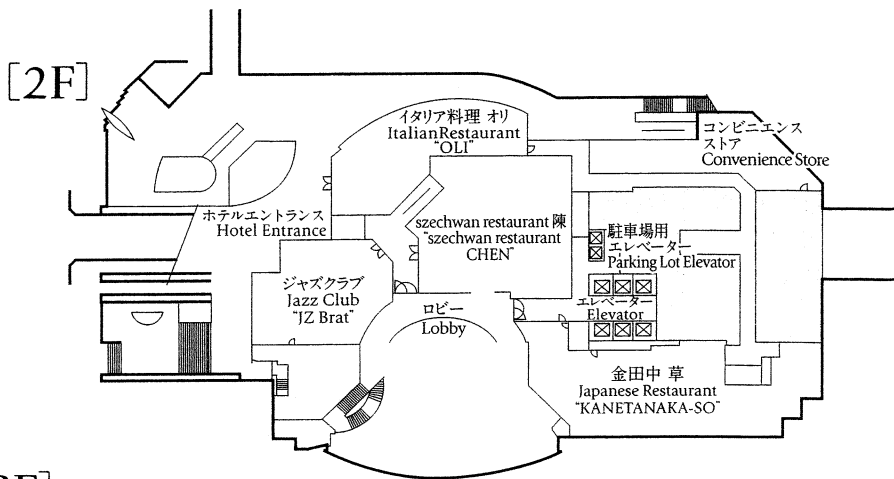 [2F]
イタリア料理 オリ
Italian Restaurant
"OLI"
コンビニエンス
ストア
Convenience Store
ホテルエントランス
Hotel Entrance
szechwan restaurant 陳
"szechwan restaurant
CHEN"
駐車場用
エレベーター
Parking Lot Elevator
ジャズクラブ
Jazz Club
"JZ Brat"
エレベーター
Elevator
ロビー
Lobby
金田中 草
Japanese Restaurant
"KANETANAKA-SO"